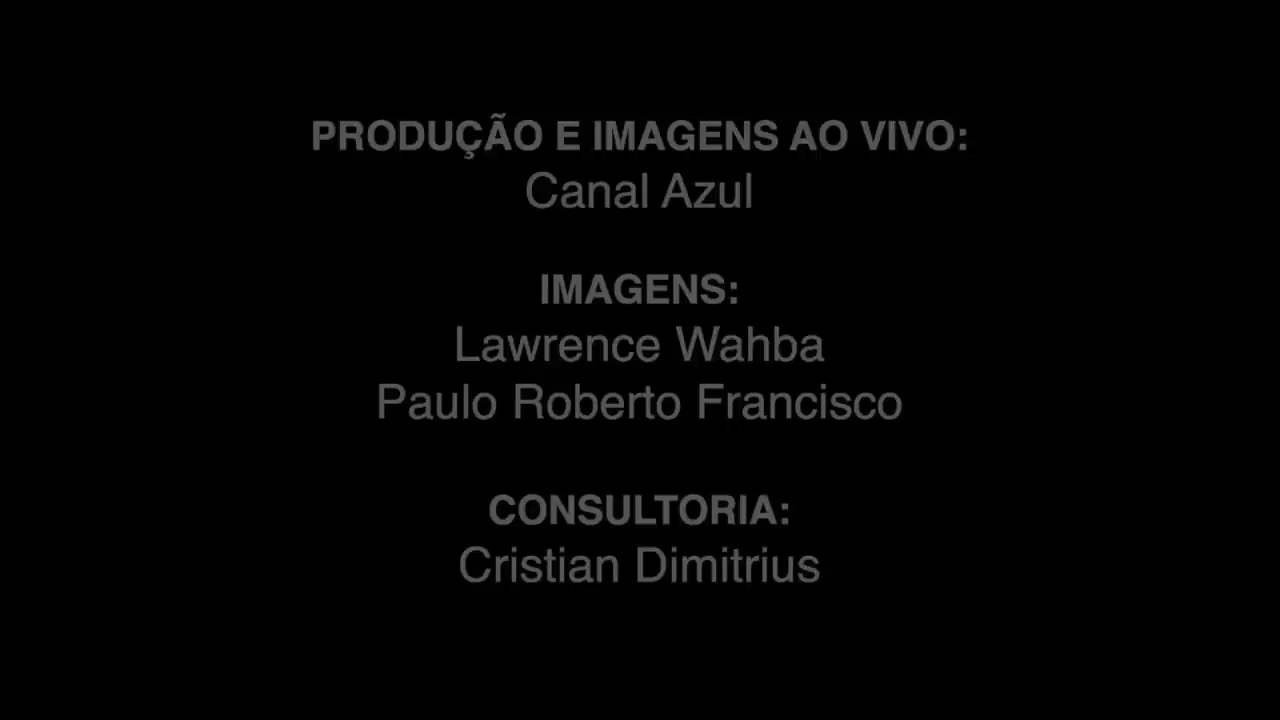 PRODUÇÃO E IMAGENS AO VIVO:
Canal Azul
IMAGENS:
Lawrence Wahba
Paulo Roberto Francisco
CONSULTORIA:
Cristian Dimitrius